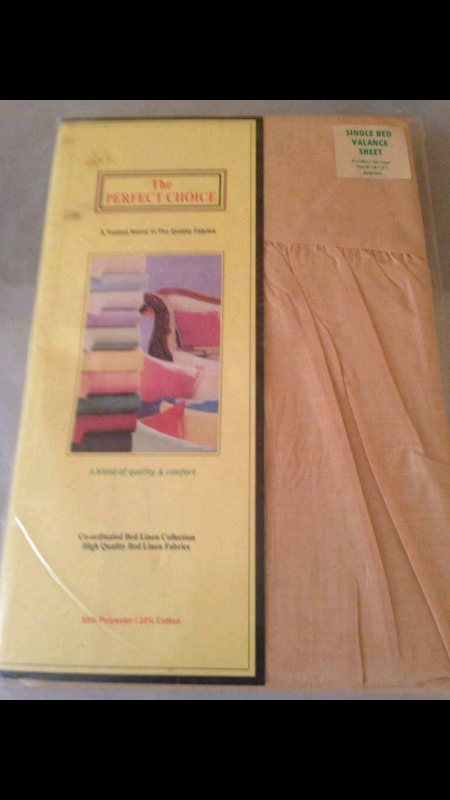 The
PERFECT CHOICE
A Trusted Name In The Quality Fabrics
A blend of quality & comfort
Co-ordinated Bed Linen Collection
High Quality Bed Linen Fabrics
65% Polyester : 35% Cotton
SINGLE BED
VALANCE
SHEET